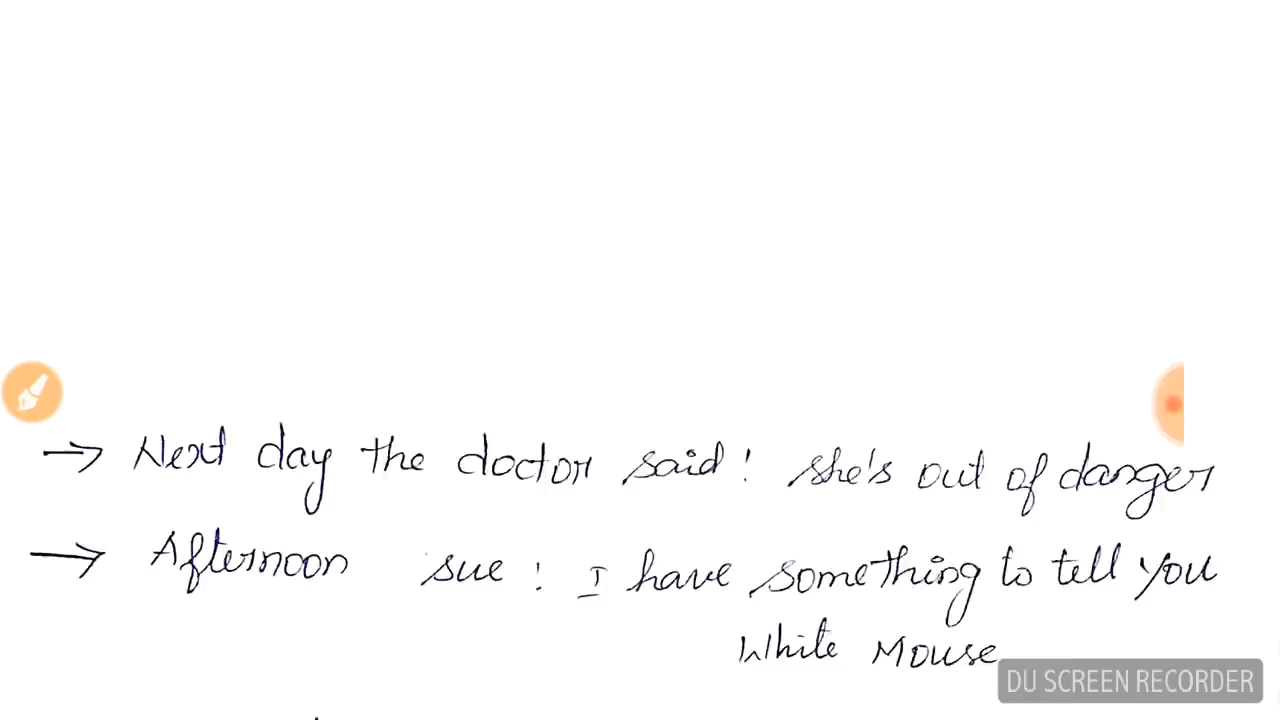 → Next day the doctor said! she's out of danger
→ Afternoon sue: I have something to tell you
White Mouse
DU SCREEN RECORDER